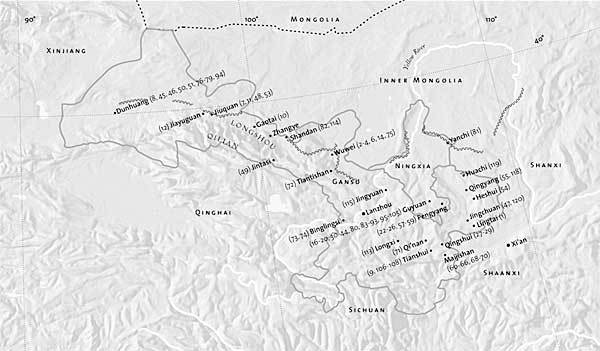 90°
100°
MONGOLIA
110°
XINJIANG
Yellow River
40°
INNER MONGOLIA
Dunhuang (8, 45-46, 50, 51, 76-79, 94)
Jiuquan (7, 11, 48, 53)
(12) Jiayuguan
Gaotai (10)
LONGSHOU
Zhangye
QILIAN
Shandan (82, 114)
Yanchi (81)
Wuwei (2-4, 6, 14, 75)
(49) Jintasi
SHANXI
NINGXIA
Huachi (119)
(72) Tiantishan
GANSU
Qingyang (55, 118)
Heshui (54)
(115) Jingyuan
QINGHAI
Lanzhou
Guyuan
(16-29, 30-44, 80, 83-93, 95-105)
Pengyang
(22-26, 57-59)
Jingchuan (47, 120)
(73-74) Binglingsi
Lingtai (1)
(113) Longxi
Qi'nan
(71)
Qingshui (27-29)
Xi'an
(9, 106-108) Tianshui
Maijishan
(60-66, 68-70)
SHAANXI
SICHUAN